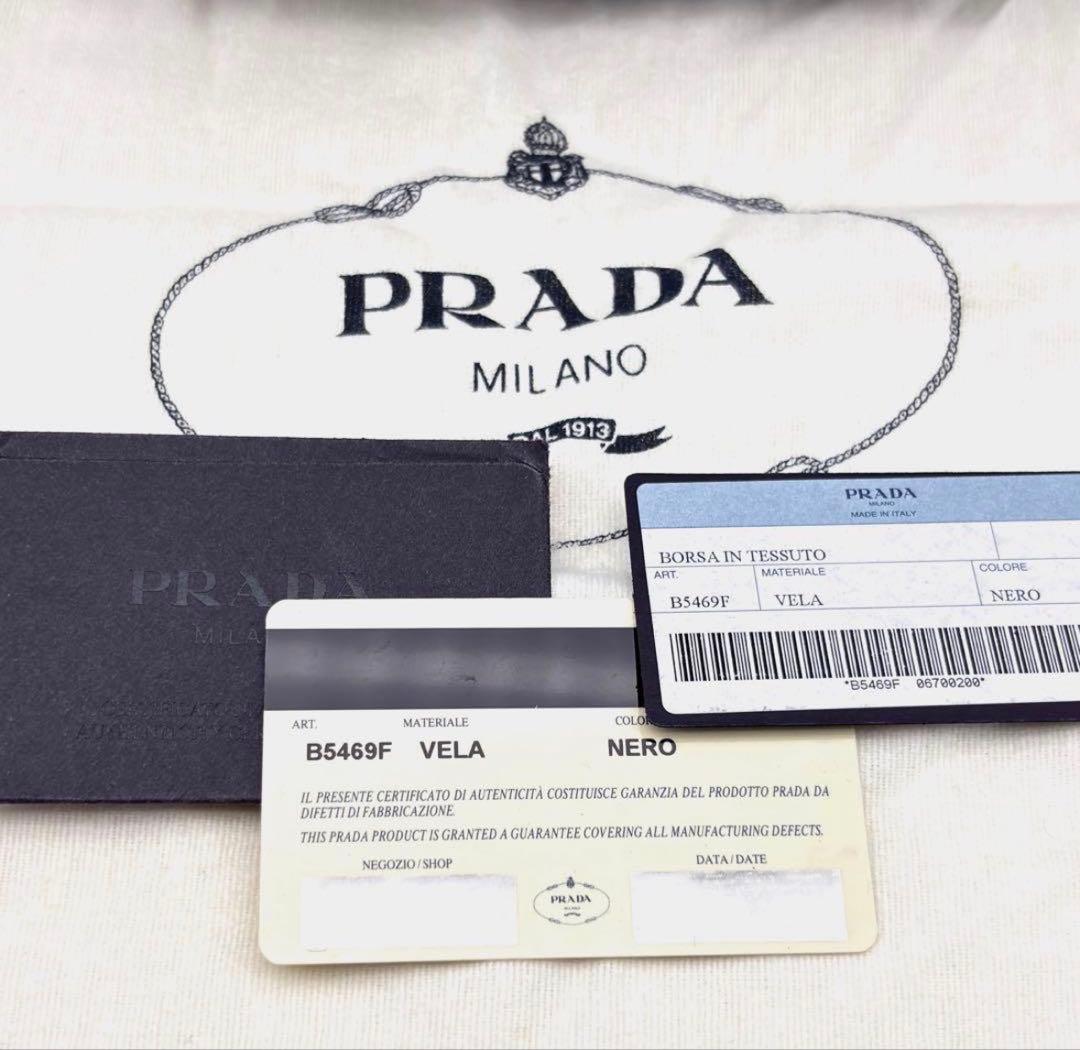 PRADA
MILANO
DAL 1913
PRADA
MILANO
MADE IN ITALY
BORSA IN TESSUTO
ART. MATERIALE COLORE
B5469F VELA NERO
*B5469F 06700200*
PRADA
MILA
ART. MATERIALE COLOR
B5469F VELA NERO
IL PRESENTE CERTIFICATO DI AUTENTICITÀ COSTITUISCE GARANZIA DEL PRODOTTO PRADA DA
DIFETTI DI FABBRICAZIONE.
THIS PRADA PRODUCT IS GRANTED A GUARANTEE COVERING ALL MANUFACTURING DEFECTS.
NEGOZIO / SHOP DATA / DATE
PRADA
MILANO